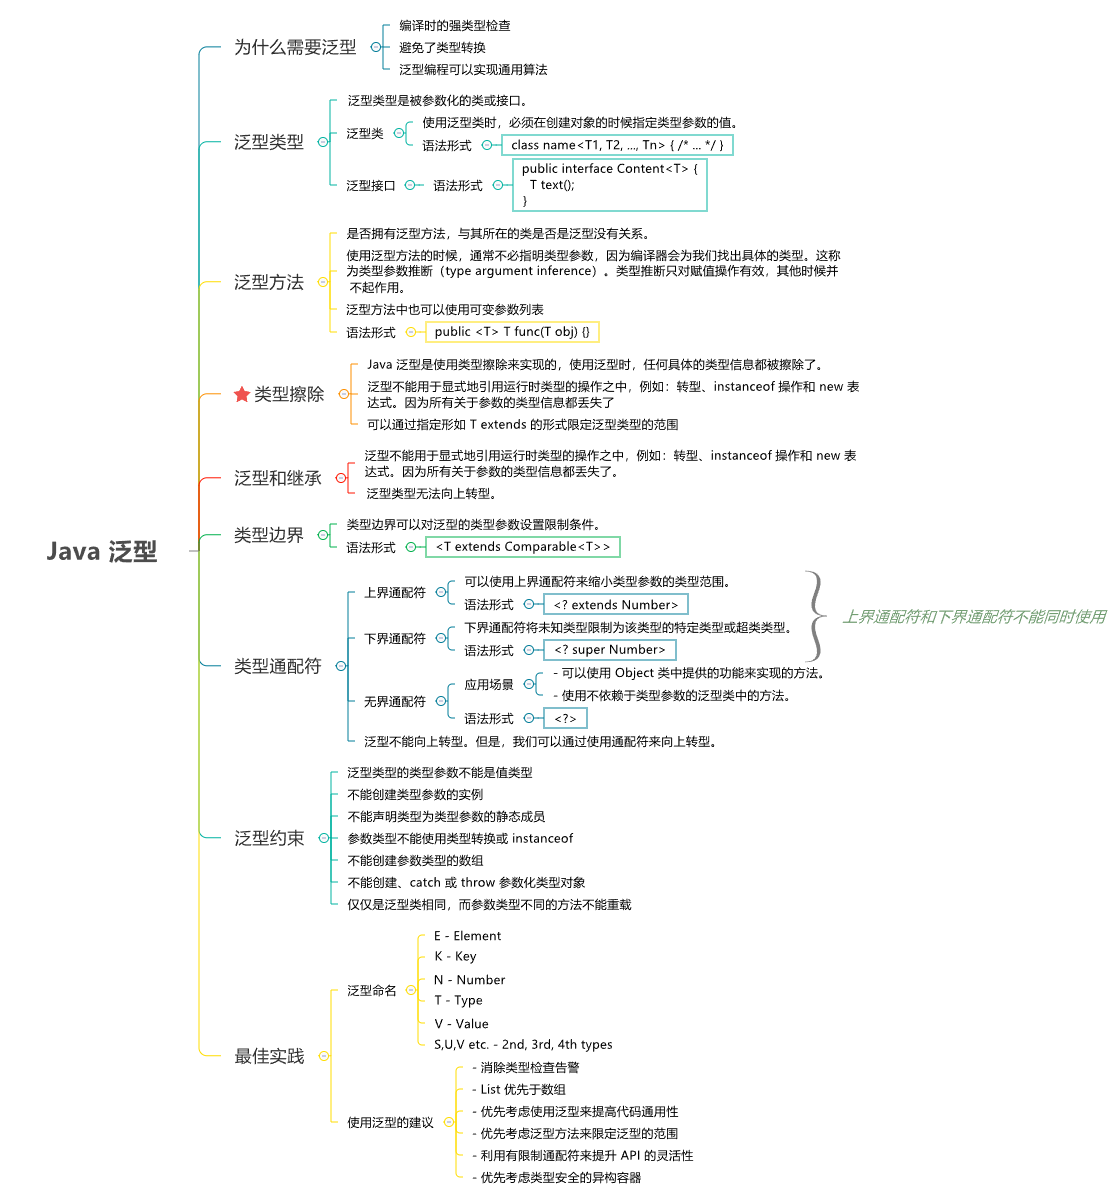 Java 泛型
为什么需要泛型
编译时的强类型检查
避免了类型转换
泛型编程可以实现通用算法
泛型类型
泛型类型是被参数化的类或接口。
泛型类
使用泛型类时，必须在创建对象的时候指定类型参数的值。
语法形式
class name<T1, T2, ..., Tn> { /* ... */ }
泛型接口
语法形式
public interface Content<T> {
T text();
}
泛型方法
是否拥有泛型方法，与其所在的类是否是泛型没有关系。
使用泛型方法的时候，通常不必指明类型参数，因为编译器会为我们找出具体的类型。这称
为类型参数推断（type argument inference）。类型推断只对赋值操作有效，其他时候并
不起作用。
泛型方法中也可以使用可变参数列表
语法形式
public <T> T func(T obj) {}
类型擦除
Java 泛型是使用类型擦除来实现的，使用泛型时，任何具体的类型信息都被擦除了。
泛型不能用于显式地引用运行时类型的操作之中，例如：转型、instanceof 操作和 new 表
达式。因为所有关于参数的类型信息都丢失了
可以通过指定形如 T extends 的形式限定泛型类型的范围
泛型和继承
泛型不能用于显式地引用运行时类型的操作之中，例如：转型、instanceof 操作和 new 表
达式。因为所有关于参数的类型信息都丢失了。
泛型类型无法向上转型。
类型边界
类型边界可以对泛型的类型参数设置限制条件。
语法形式
<T extends Comparable<T>>
类型通配符
上界通配符
可以使用上界通配符来缩小类型参数的类型范围。
语法形式
<? extends Number>
下界通配符
下界通配符将未知类型限制为该类型的特定类型或超类类型。
语法形式
<? super Number>
上界通配符和下界通配符不能同时使用
无界通配符
应用场景
- 可以使用 Object 类中提供的功能来实现的方法。
- 使用不依赖于类型参数的泛型类中的方法。
语法形式
<?>
泛型不能向上转型。但是，我们可以通过使用通配符来向上转型。
泛型约束
泛型类型的类型参数不能是值类型
不能创建类型参数的实例
不能声明类型为类型参数的静态成员
参数类型不能使用类型转换或 instanceof
不能创建参数类型的数组
不能创建、catch 或 throw 参数化类型对象
仅仅是泛型类相同，而参数类型不同的方法不能重载
最佳实践
泛型命名
E - Element
K - Key
N - Number
T - Type
V - Value
S,U,V etc. - 2nd, 3rd, 4th types
使用泛型的建议
- 消除类型检查告警
- List 优先于数组
- 优先考虑使用泛型来提高代码通用性
- 优先考虑泛型方法来限定泛型的范围
- 利用有限制通配符来提升 API 的灵活性
- 优先考虑类型安全的异构容器